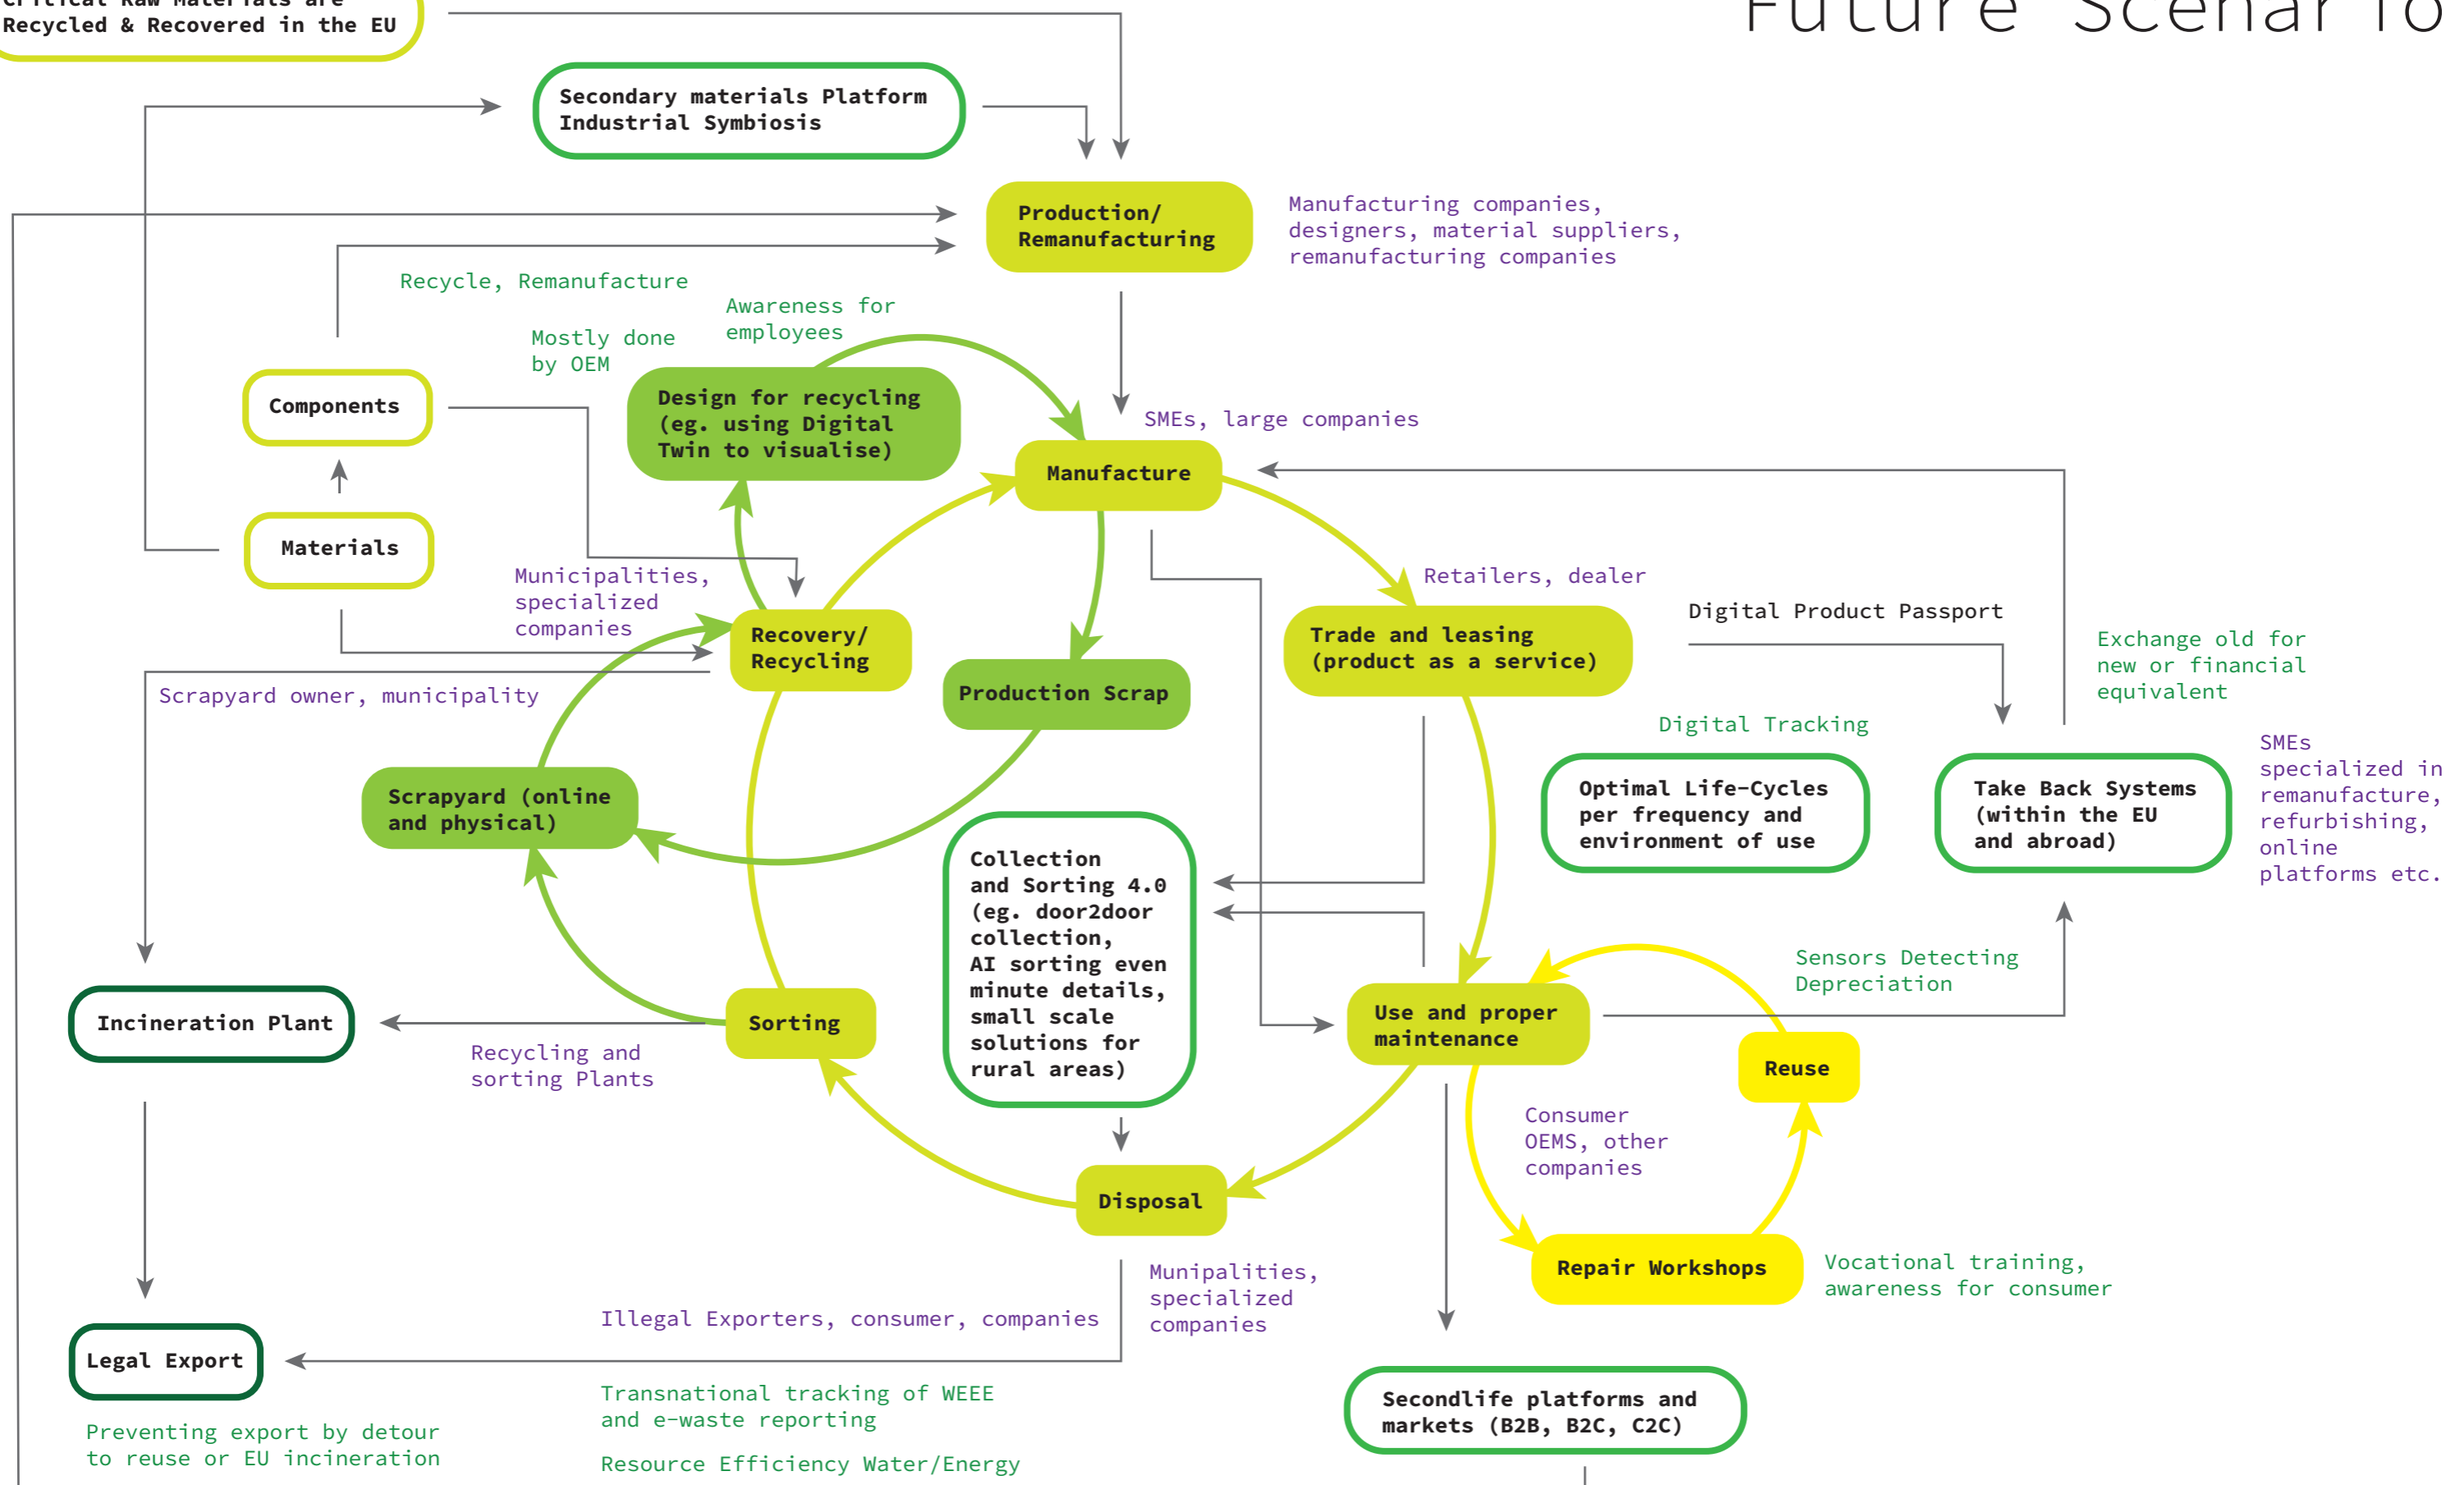 Critical Raw Materials are
Recycled & Recovered in the EU
Future Scenario
Secondary materials Platform
Industrial Symbiosis
Production/
Remanufacturing
Manufacturing companies,
designers, material suppliers,
remanufacturing companies
Recycle, Remanufacture
Awareness for
employees
Mostly done
by OEM
Components
Design for recycling
(eg. using Digital
Twin to visualise)
SMEs, large companies
Manufacture
Materials
Municipalities,
specialized
companies
Retailers, dealer
Digital Product Passport
Recovery/
Recycling
Trade and leasing
(product as a service)
Exchange old for
new or financial
equivalent
Scrapyard owner, municipality
Production Scrap
Digital Tracking
SMEs
specialized in
remanufacture,
refurbishing,
online
platforms etc.
Scrapyard (online
and physical)
Optimal Life-Cycles
per frequency and
environment of use
Take Back Systems
(within the EU
and abroad)
Collection
and Sorting 4.0
(eg. door2door
collection,
AI sorting even
minute details,
small scale
solutions for
rural areas)
Sensors Detecting
Depreciation
Incineration Plant
Sorting
Use and proper
maintenance
Recycling and
sorting Plants
Reuse
Consumer
OEMS, other
companies
Disposal
Repair Workshops
Vocational training,
awareness for consumer
Munipalities,
specialized
companies
Illegal Exporters, consumer, companies
Legal Export
Transnational tracking of WEEE
and e-waste reporting
Resource Efficiency Water/Energy
Secondlife platforms and
markets (B2B, B2C, C2C)
Preventing export by detour
to reuse or EU incineration